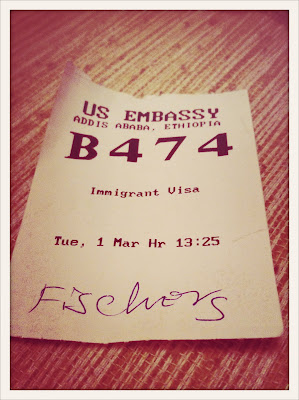 US EMBASSY
ADDIS ABABA, ETHIOPIA
B474
Immigrant Visa
Tue, 1 Mar Hr 13:25
Fischers